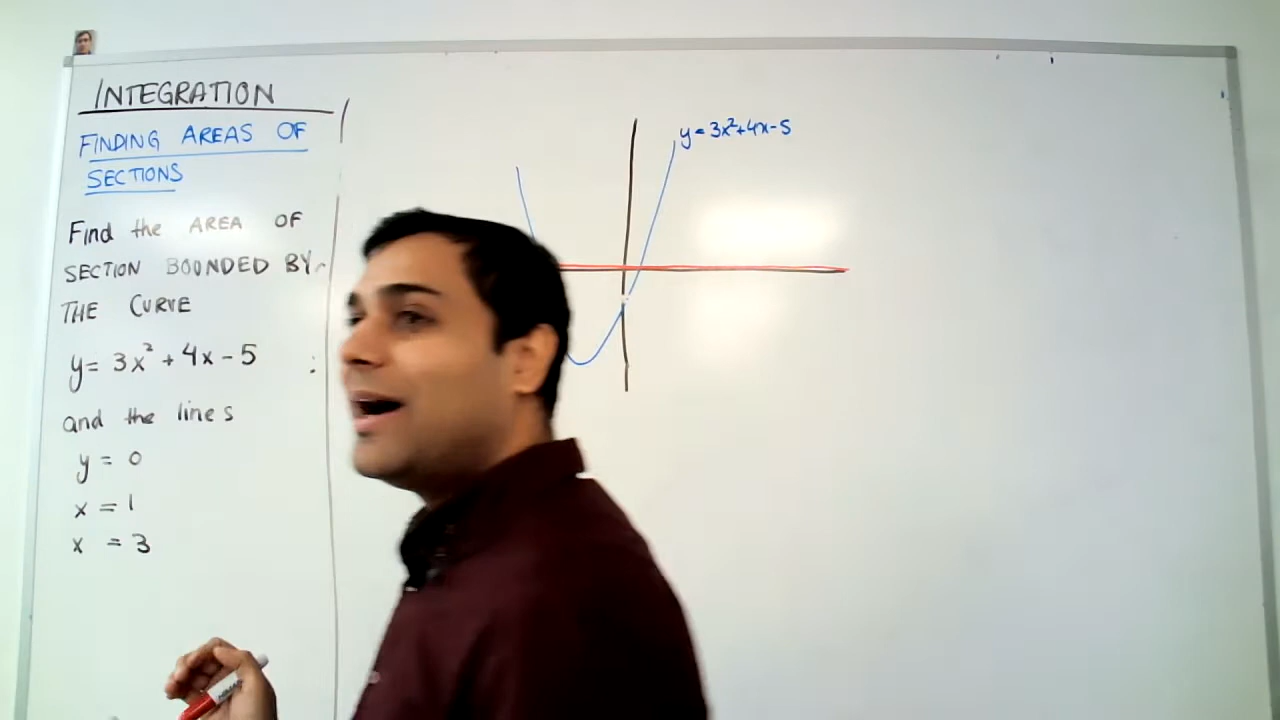 INTEGRATION
FINDING AREAS OF
SECTIONS
Find the AREA OF
SECTION BOUNDED BY
THE CURVE
y = 3x² + 4x - 5
and the lines
y = 0
x = 1
x = 3
y = 3x²+4x-5